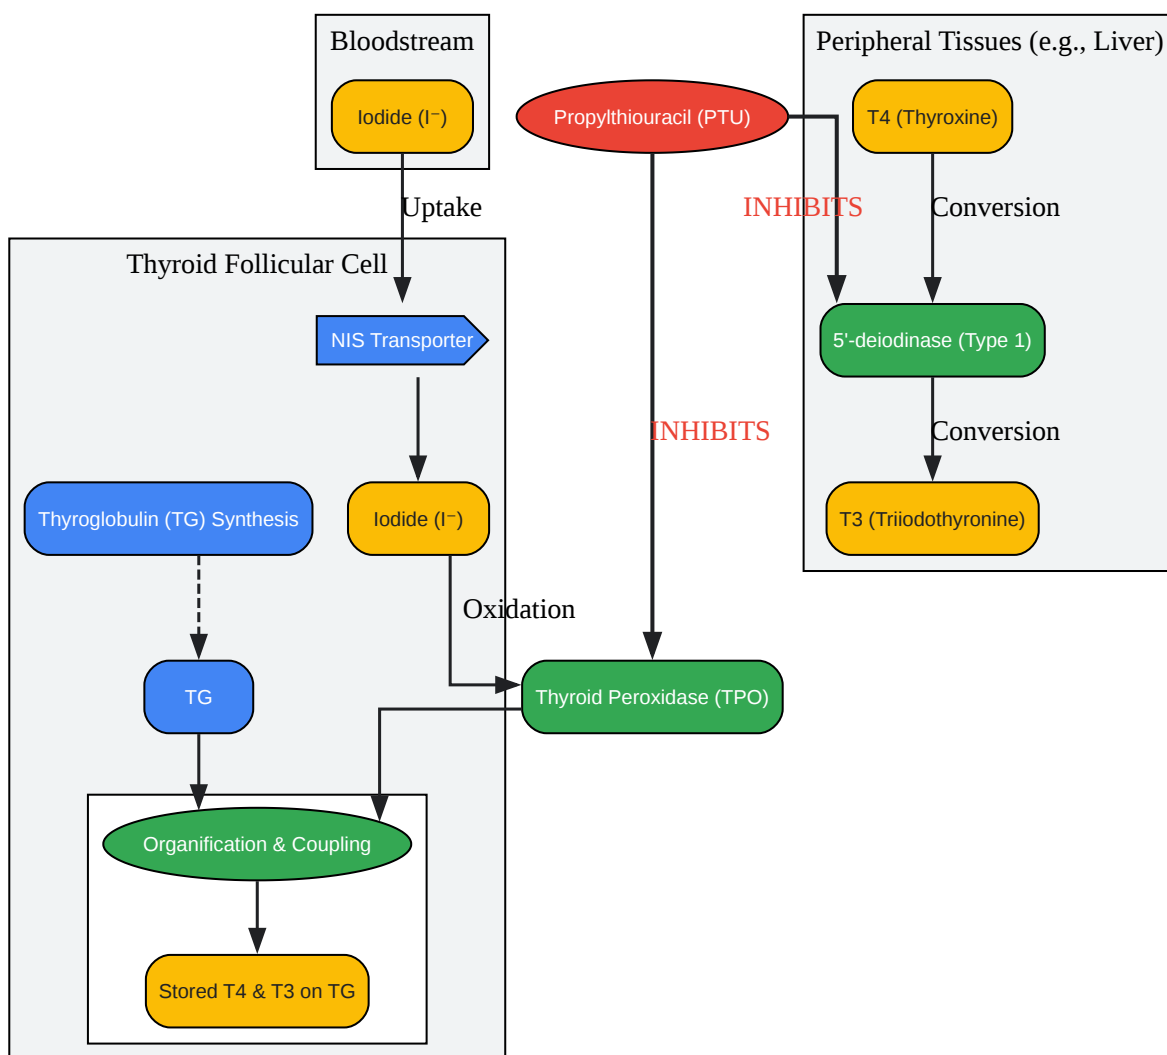 Bloodstream
Iodide (I⁻)
Uptake
Propylthiouracil (PTU)
INHIBITS
INHIBITS
Peripheral Tissues (e.g., Liver)
T4 (Thyroxine)
Conversion
5'-deiodinase (Type 1)
Conversion
T3 (Triiodothyronine)
Thyroid Follicular Cell
NIS Transporter
Thyroglobulin (TG) Synthesis
Iodide (I⁻)
Oxidation
TG
Thyroid Peroxidase (TPO)
Organification & Coupling
Stored T4 & T3 on TG